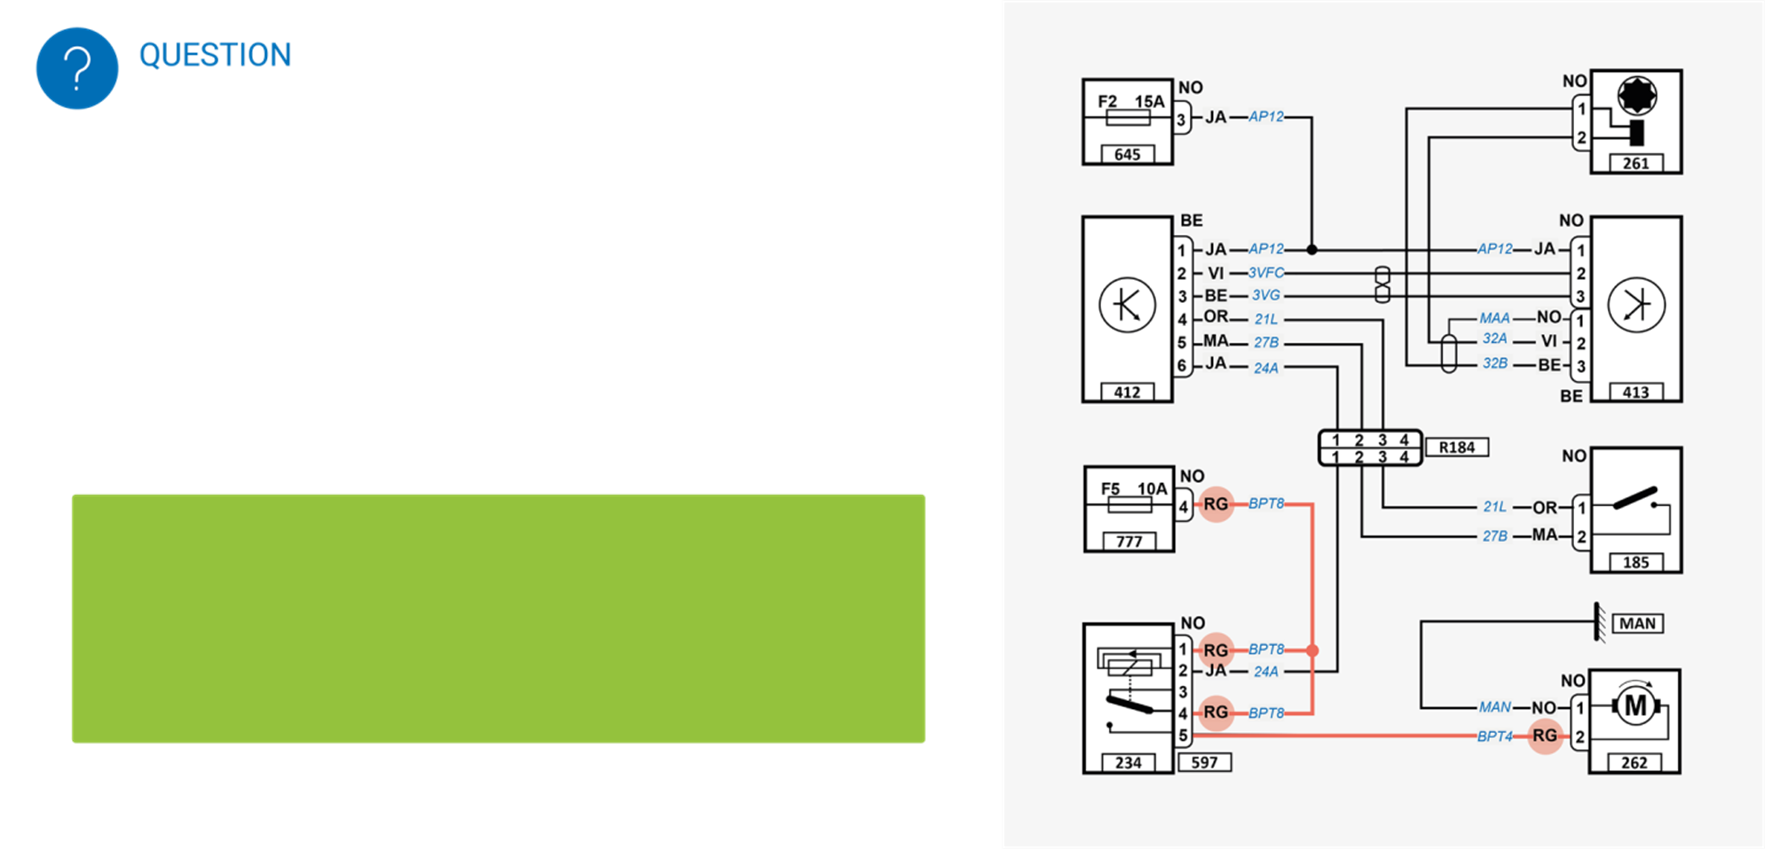 ?
QUESTION
NO
F2 15A
3 JA AP12
645
NO
1
2
261
BE
1 JA AP12
2 VI 3VFC
3 BE 3VG
4 OR 21L
5 MA 27B
6 JA 24A
412
NO
AP12 JA 1
2
3
MAA NO 1
32A VI 2
32B BE 3
413
BE
1 2 3 4
1 2 3 4
R184
NO
F5 10A
4 RG BPT8
777
NO
21L OR 1
27B MA 2
185
MAN
NO
1 RG BPT8
2 JA 24A
3
4 RG BPT8
5
234
597
NO
M
MAN NO 1
BPT4 RG 2
262